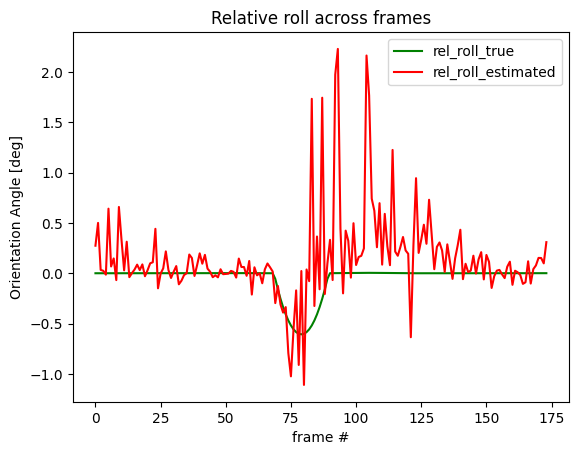 Relative roll across frames
rel_roll_true
rel_roll_estimated
Orientation Angle [deg]
2.0
1.5
1.0
0.5
0.0
−0.5
−1.0
0 25 50 75 100 125 150 175
frame #